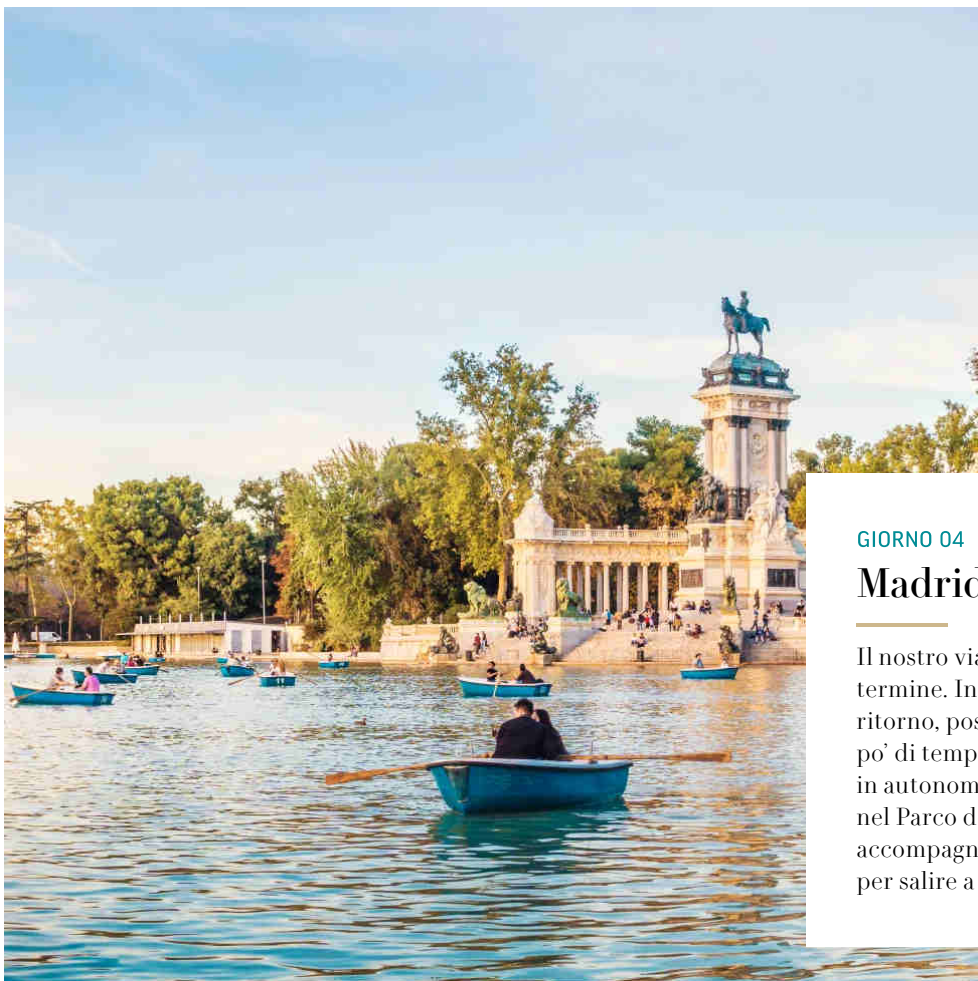 GIORNO 04
Madrid
Il nostro via
termine. In
ritorno, pos
po’ di temp
in autonom
nel Parco d
accompagn
per salire a